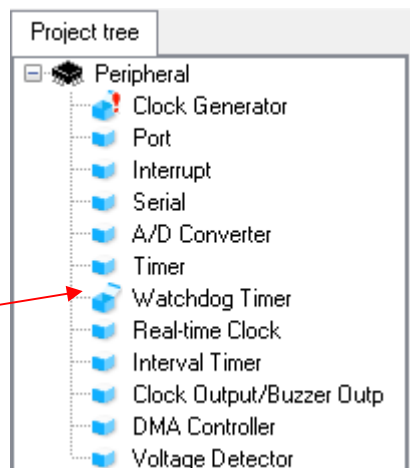 Project tree
Peripheral
Clock Generator
Port
Interrupt
Serial
A/D Converter
Timer
Watchdog Timer
Real-time Clock
Interval Timer
Clock Output/Buzzer Outp
DMA Controller
Voltage Detector